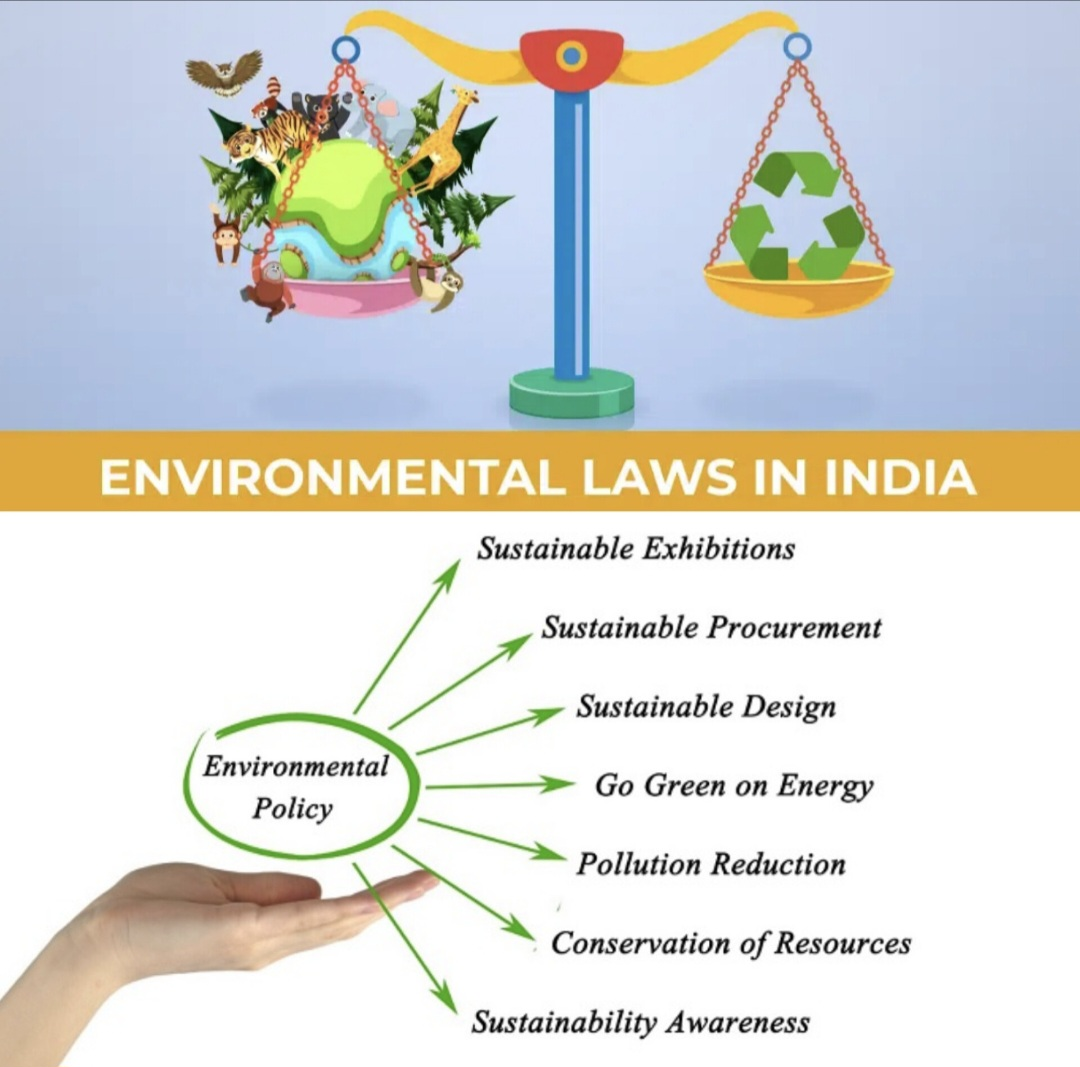 ENVIRONMENTAL LAWS IN INDIA
Sustainable Exhibitions
Sustainable Procurement
Sustainable Design
Go Green on Energy
Environmental
Policy
Pollution Reduction
Conservation of Resources
Sustainability Awareness